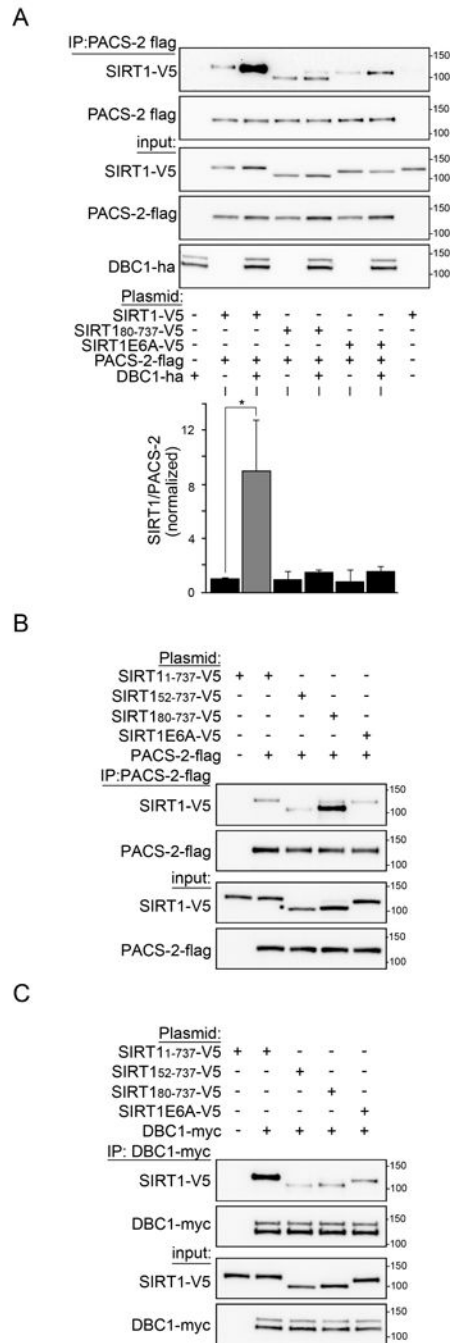 A
IP:PACS-2 flag
SIRT1-V5
150
100
PACS-2 flag
150
100
input:
SIRT1-V5
150
100
PACS-2-flag
150
100
DBC1-ha
150
100
Plasmid:
SIRT1-V5 - + + - - - - +
SIRT180-737-V5 - - - + + - - -
SIRT1E6A-V5 - - - - - + + -
PACS-2-flag - + + + + + + -
DBC1-ha + - + - + - + -
*
SIRT1/PACS-2
(normalized)
12
8
4
0
B
Plasmid:
SIRT11-737-V5 + + - - -
SIRT152-737-V5 - - + - -
SIRT180-737-V5 - - - + -
SIRT1E6A-V5 - - - - +
PACS-2-flag - + + + +
IP:PACS-2-flag
SIRT1-V5
150
100
PACS-2-flag
150
100
input:
SIRT1-V5
150
100
PACS-2-flag
150
100
C
Plasmid:
SIRT11-737-V5 + + - - -
SIRT152-737-V5 - - + - -
SIRT180-737-V5 - - - + -
SIRT1E6A-V5 - - - - +
DBC1-myc - + + + +
IP: DBC1-myc
SIRT1-V5
150
100
DBC1-myc
150
100
input:
SIRT1-V5
150
100
DBC1-myc
150
100